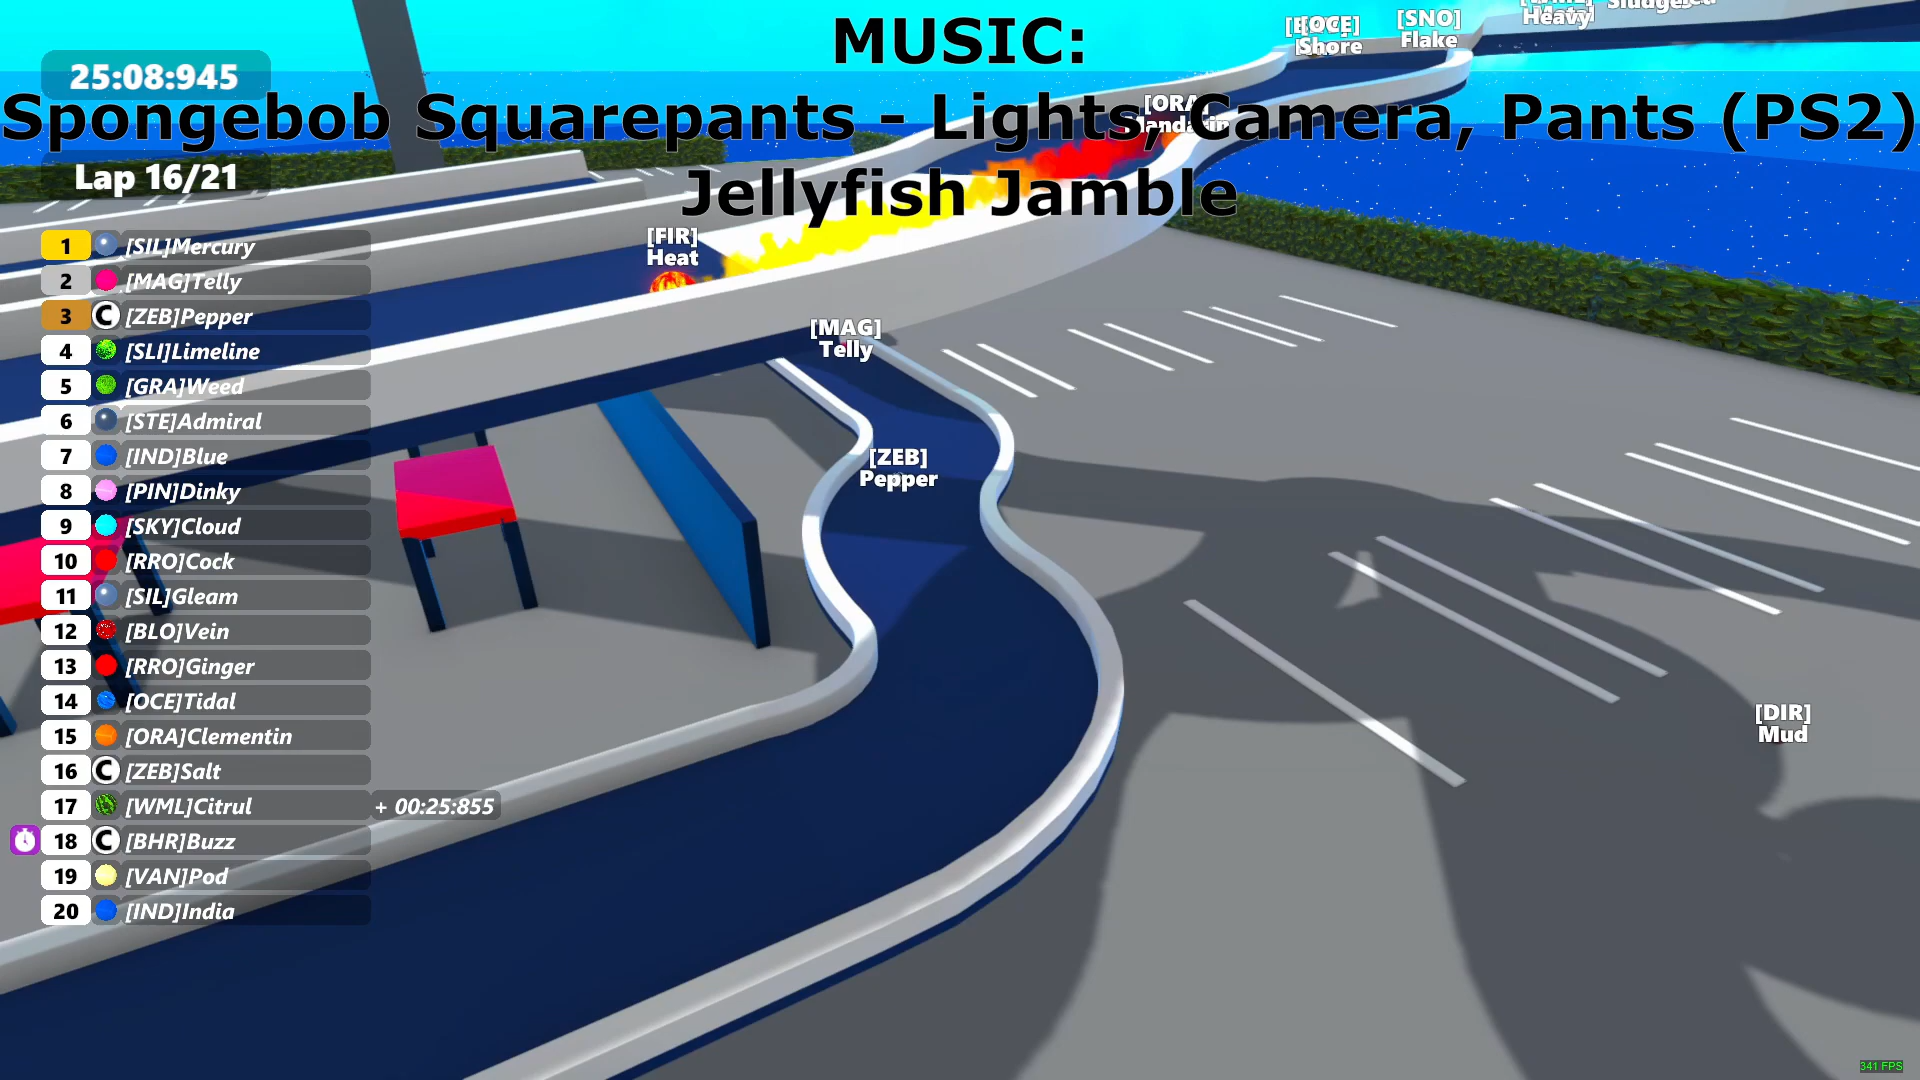 MUSIC:
Spongebob Squarepants - Lights, Camera, Pants (PS2)
Jellyfish Jamble
25:08:945
Lap 16/21
1 [SIL]Mercury
2 [MAG]Telly
3 C [ZEB]Pepper
4 [SLI]Limeline
5 [GRA]Weed
6 [STE]Admiral
7 [IND]Blue
8 [PIN]Dinky
9 [SKY]Cloud
10 [RRO]Cock
11 [SIL]Gleam
12 [BLO]Vein
13 [RRO]Ginger
14 [OCE]Tidal
15 [ORA]Clementin
16 C [ZEB]Salt
17 [WML]Citrul + 00:25:855
18 C [BHR]Buzz
19 [VAN]Pod
20 [IND]India
[OCE]
Shore
[SNO]
Flake
Heavy
[ORA]
Mandarin
[FIR]
Heat
[MAG]
Telly
[ZEB]
Pepper
[DIR]
Mud
341 FPS